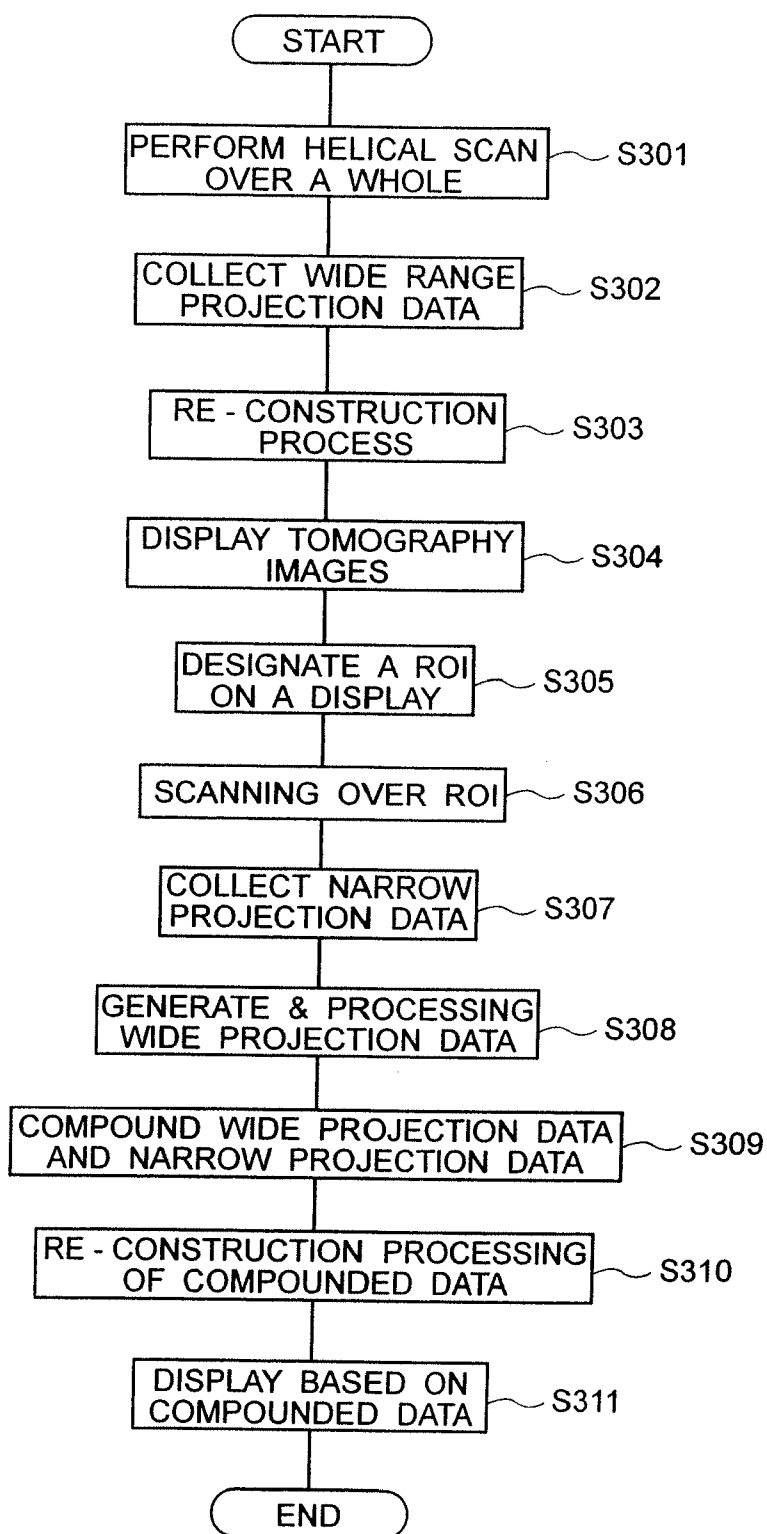 START
PERFORM HELICAL SCAN
OVER A WHOLE
S301
COLLECT WIDE RANGE
PROJECTION DATA
S302
RE - CONSTRUCTION
PROCESS
S303
DISPLAY TOMOGRAPHY
IMAGES
S304
DESIGNATE A ROI
ON A DISPLAY
S305
SCANNING OVER ROI
S306
COLLECT NARROW
PROJECTION DATA
S307
GENERATE & PROCESSING
WIDE PROJECTION DATA
S308
COMPOUND WIDE PROJECTION DATA
AND NARROW PROJECTION DATA
S309
RE - CONSTRUCTION PROCESSING
OF COMPOUNDED DATA
S310
DISPLAY BASED ON
COMPOUNDED DATA
S311
END